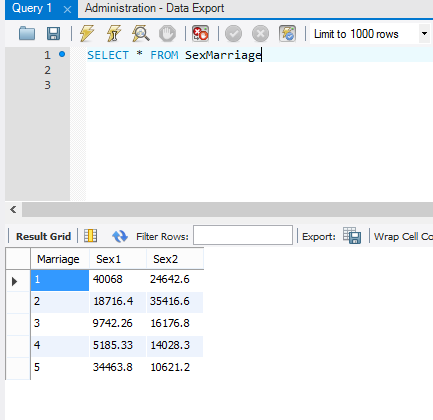 Query 1 × Administration - Data Export
Limit to 1000 rows
1 SELECT * FROM SexMarriage
2
3
Result Grid Filter Rows: Export: Wrap Cell Co
Marriage Sex1 Sex2
1 40068 24642.6
2 18716.4 35416.6
3 9742.26 16176.8
4 5185.33 14028.3
5 34463.8 10621.2